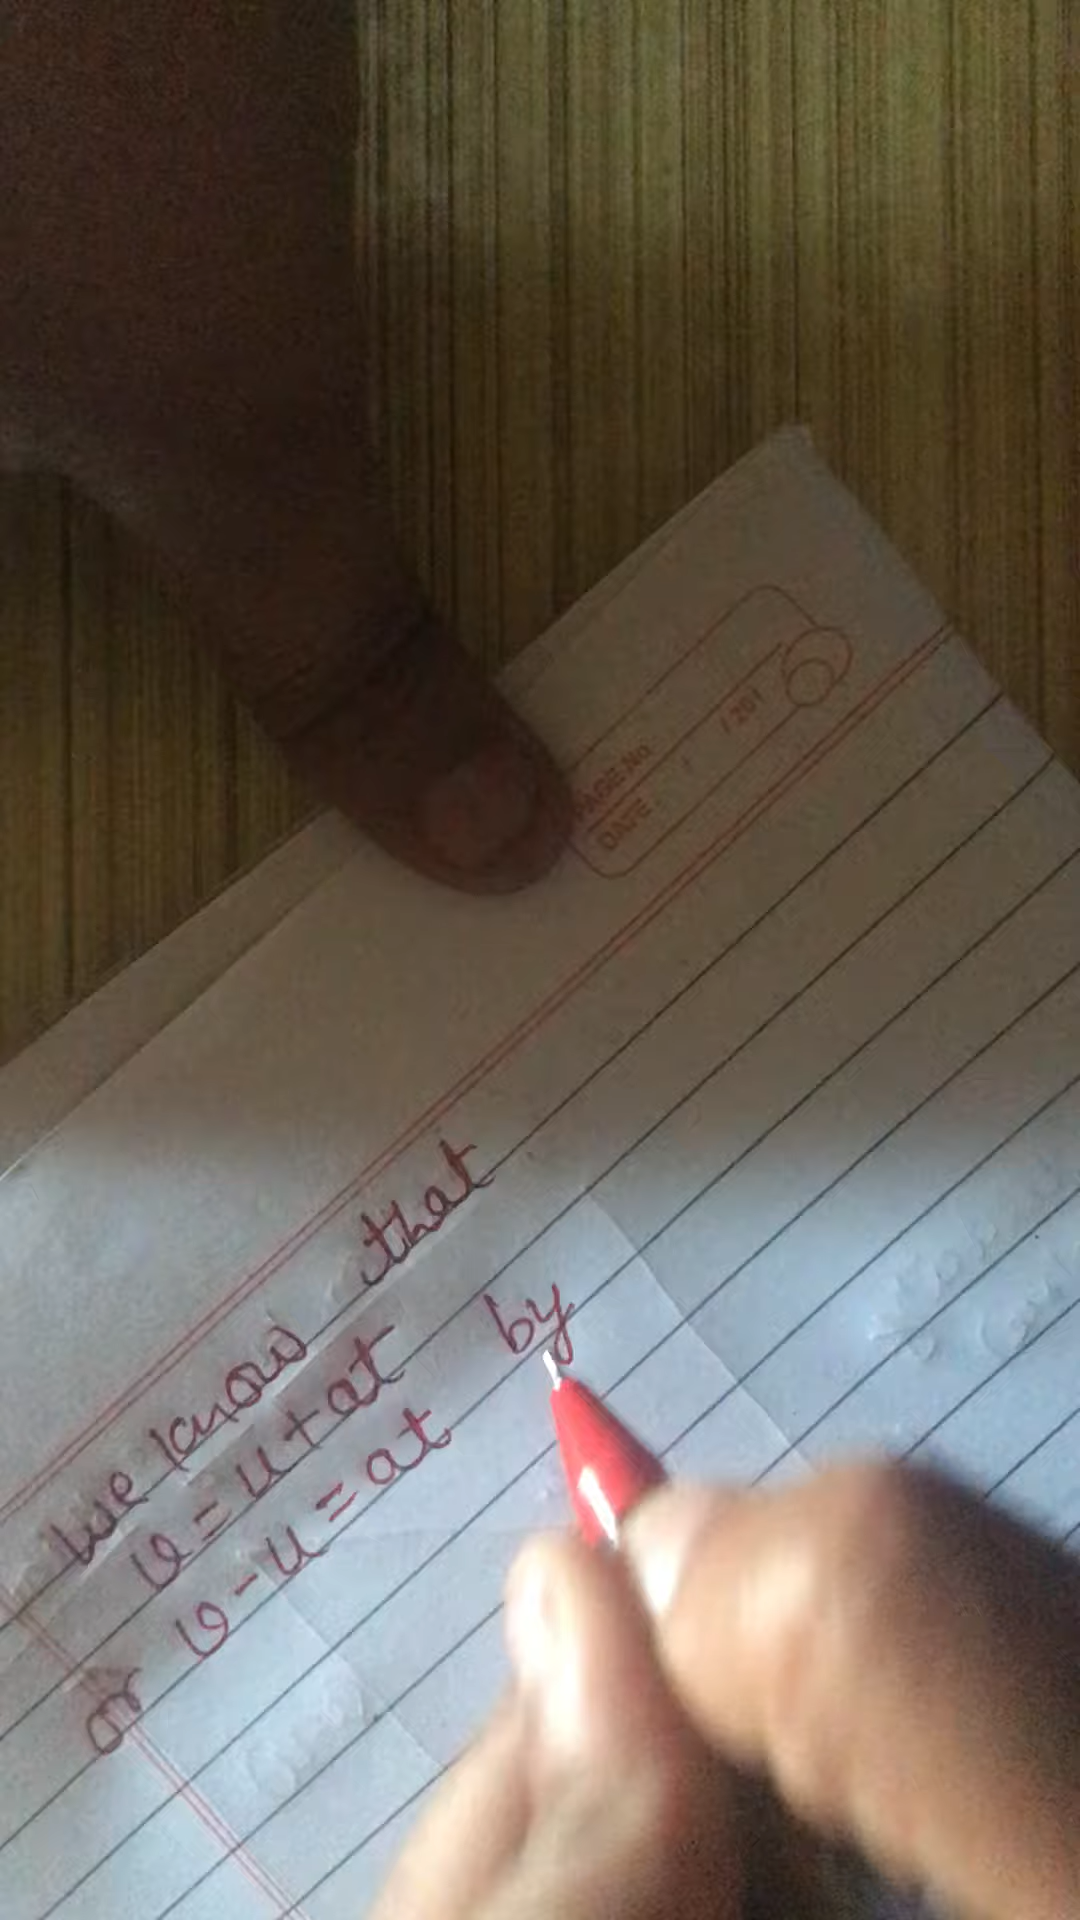 PAGE No
DATE: / /201
We know that
v = u + at by
or v - u = at